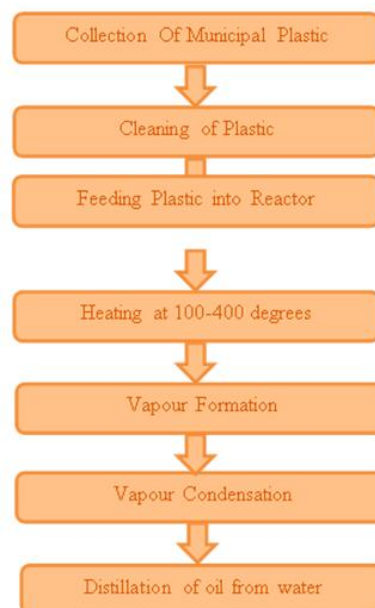 Collection Of Municipal Plastic
Cleaning of Plastic
Feeding Plastic into Reactor
Heating at 100-400 degrees
Vapour Formation
Vapour Condensation
Distillation of oil from water